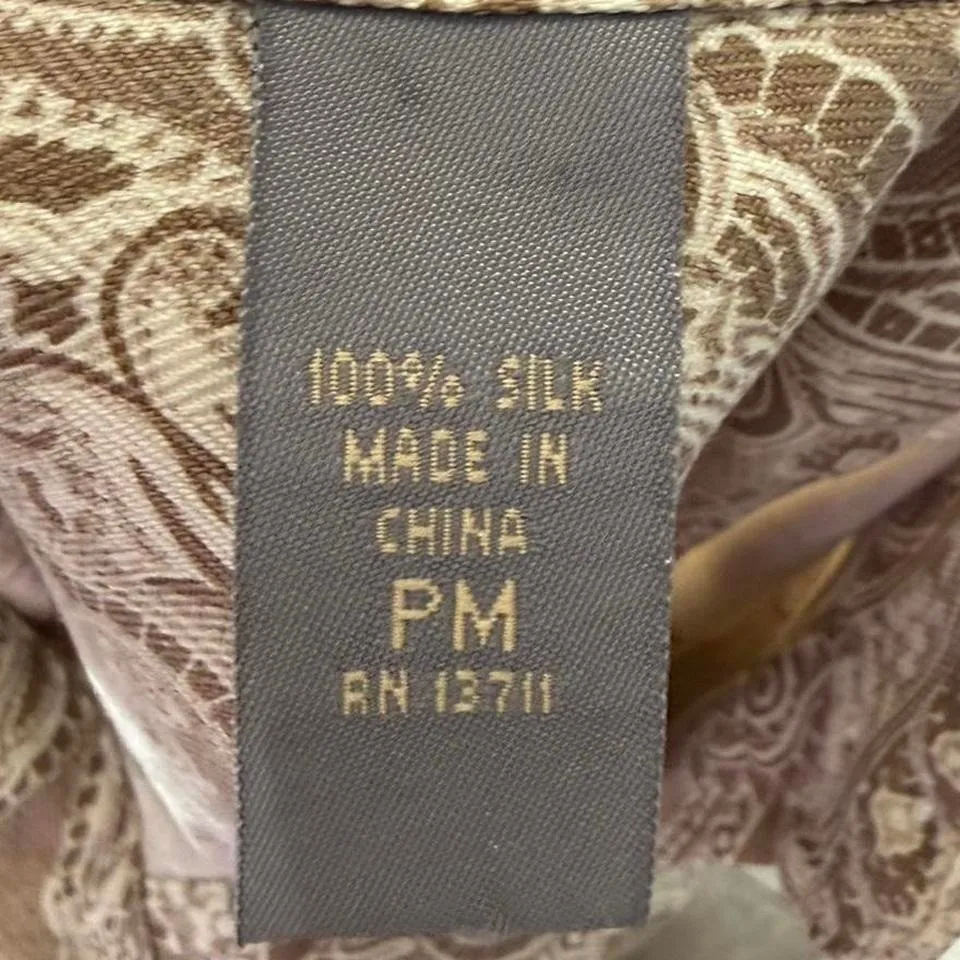 100% SILK
MADE IN
CHINA
PM
RN 13711